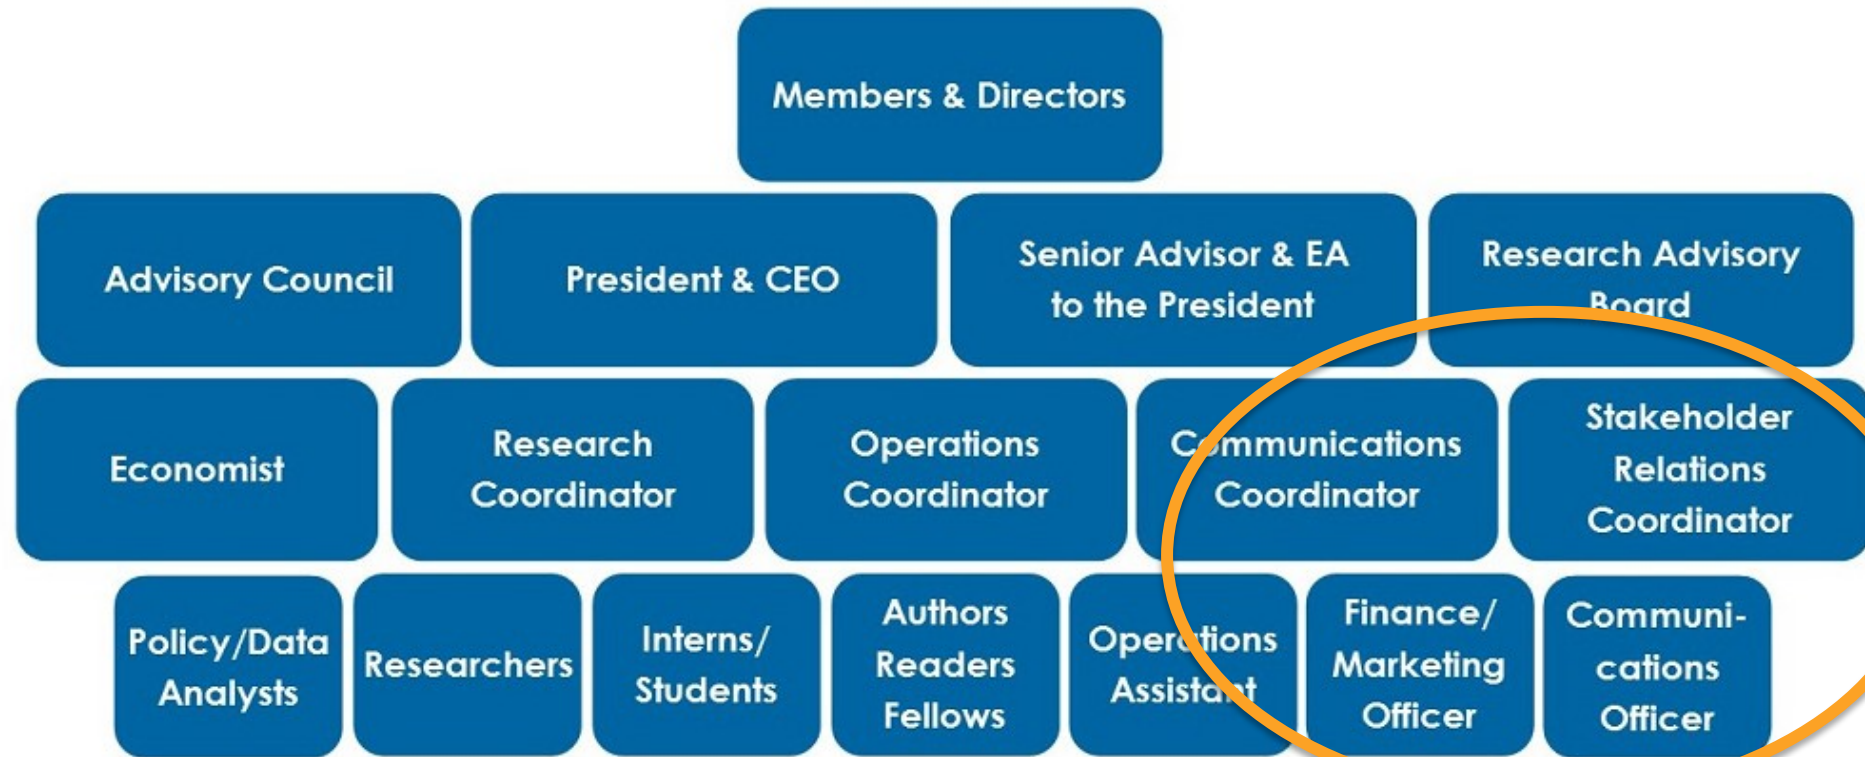 Members & Directors
Advisory Council
President & CEO
Senior Advisor & EA
to the President
Research Advisory
Board
Economist
Research
Coordinator
Operations
Coordinator
Communications
Coordinator
Stakeholder
Relations
Coordinator
Policy/Data
Analysts
Researchers
Interns/
Students
Authors
Readers
Fellows
Operations
Assistant
Finance/
Marketing
Officer
Communi-
cations
Officer